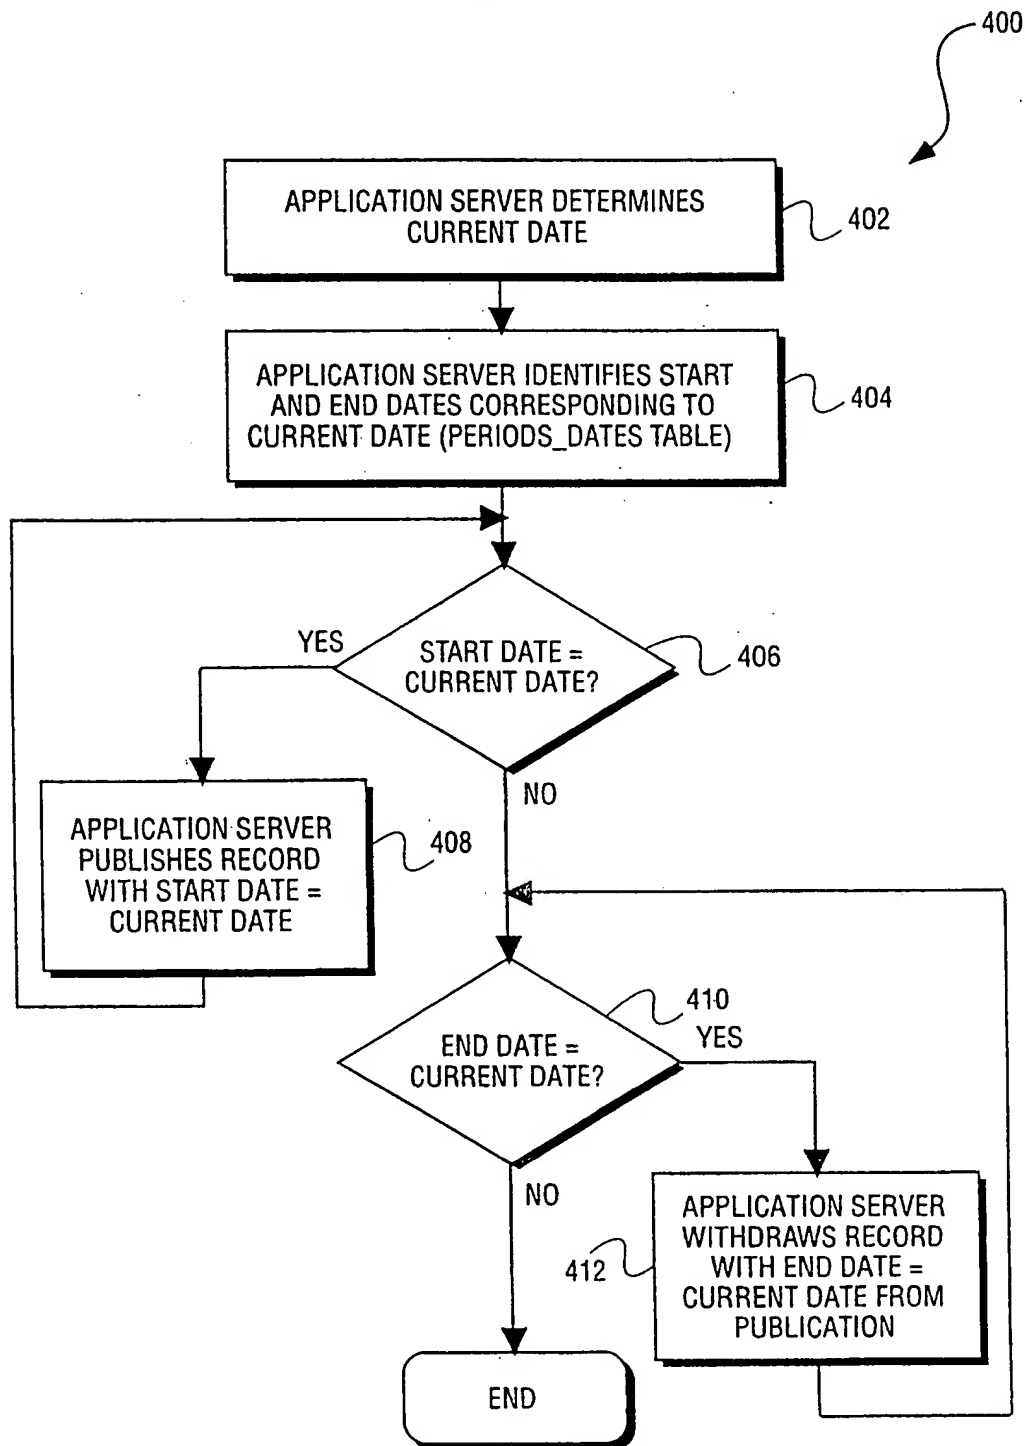 400
APPLICATION SERVER DETERMINES
CURRENT DATE
402
APPLICATION SERVER IDENTIFIES START
AND END DATES CORRESPONDING TO
CURRENT DATE (PERIODS_DATES TABLE)
404
YES
START DATE =
CURRENT DATE?
406
NO
APPLICATION SERVER
PUBLISHES RECORD
WITH START DATE =
CURRENT DATE
408
410
END DATE =
CURRENT DATE?
YES
NO
APPLICATION SERVER
WITHDRAWS RECORD
WITH END DATE =
CURRENT DATE FROM
PUBLICATION
412
END